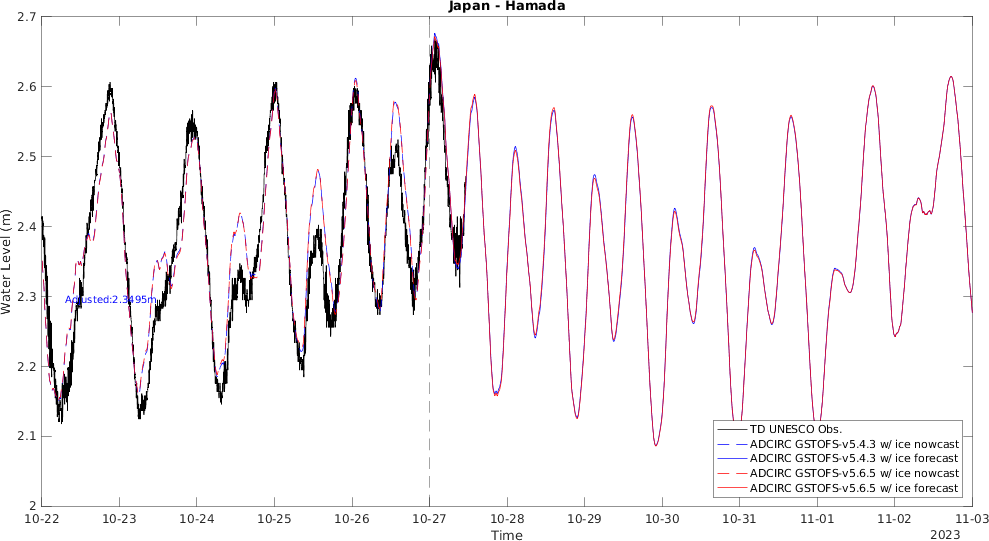 Japan - Hamada
2.7
2.6
2.5
2.4
2.3
2.2
2.1
2
Water Level (m)
Adjusted:2.3495m
TD UNESCO Obs.
ADCIRC GSTOFS-v5.4.3 w/ ice nowcast
ADCIRC GSTOFS-v5.4.3 w/ ice forecast
ADCIRC GSTOFS-v5.6.5 w/ ice nowcast
ADCIRC GSTOFS-v5.6.5 w/ ice forecast
10-22 10-23 10-24 10-25 10-26 10-27 10-28 10-29 10-30 10-31 11-01 11-02 11-03
Time
2023